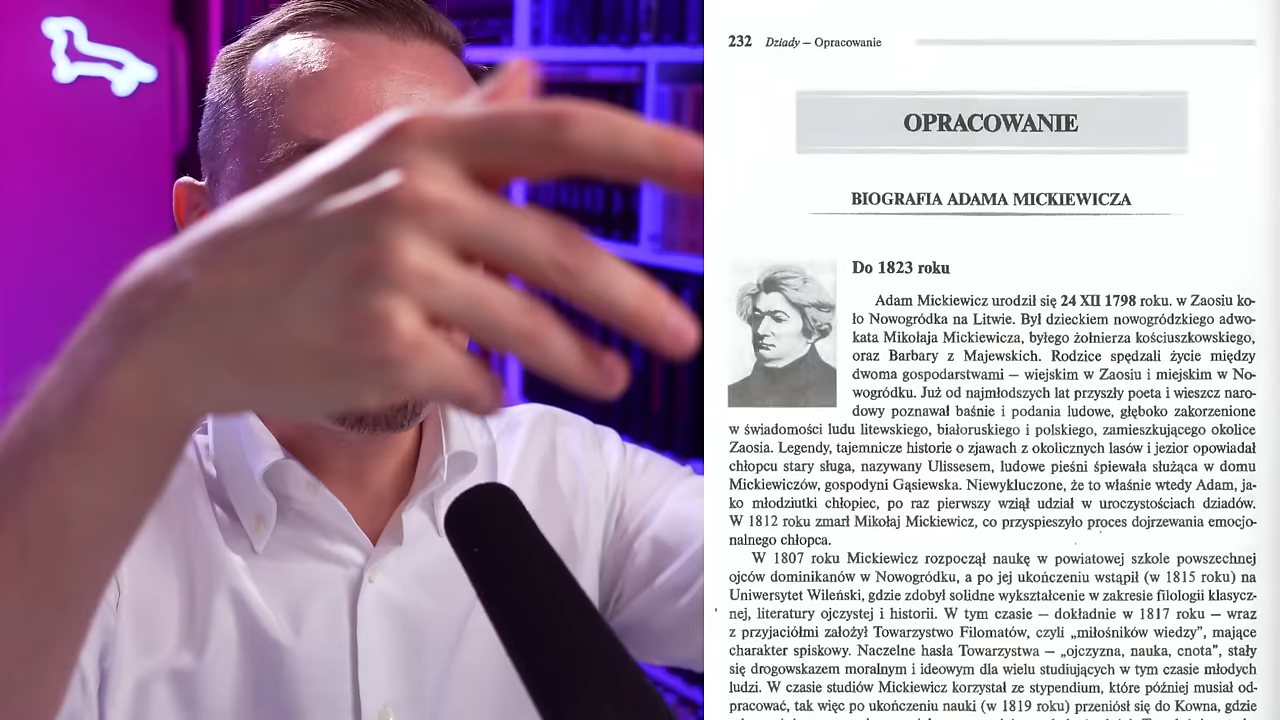 232 Dziady — Opracowanie
OPRACOWANIE
BIOGRAFIA ADAMA MICKIEWICZA
Do 1823 roku
Adam Mickiewicz urodził się 24 XII 1798 roku. w Zaosiu ko-
ło Nowogródka na Litwie. Był dzieckiem nowogródzkiego adwo-
kata Mikołaja Mickiewicza, byłego żołnierza kościuszkowskiego,
oraz Barbary z Majewskich. Rodzice spędzali życie między
dwoma gospodarstwami — wiejskim w Zaosiu i miejskim w No-
wogródku. Już od najmłodszych lat przyszły poeta i wieszcz naro-
dowy poznawał baśnie i podania ludowe, głęboko zakorzenione
w świadomości ludu litewskiego, białoruskiego i polskiego, zamieszkującego okolice
Zaosia. Legendy, tajemnicze historie o zjawach z okolicznych lasów i jezior opowiadał
chłopcu stary sługa, nazywany Ulissesem, ludowe pieśni śpiewała służąca w domu
Mickiewiczów, gospodyni Gąsiewska. Niewykluczone, że to właśnie wtedy Adam, ja-
ko młodziutki chłopiec, po raz pierwszy wziął udział w uroczystościach dziadów.
W 1812 roku zmarł Mikołaj Mickiewicz, co przyspieszyło proces dojrzewania emocjo-
nalnego chłopca.
W 1807 roku Mickiewicz rozpoczął naukę w powiatowej szkole powszechnej
ojców dominikanów w Nowogródku, a po jej ukończeniu wstąpił (w 1815 roku) na
Uniwersytet Wileński, gdzie zdobył solidne wykształcenie w zakresie filologii klasycz-
nej, literatury ojczystej i historii. W tym czasie — dokładnie w 1817 roku — wraz
z przyjaciółmi założył Towarzystwo Filomatów, czyli „miłośników wiedzy”, mające
charakter spiskowy. Naczelne hasła Towarzystwa — „ojczyzna, nauka, cnota”, stały
się drogowskazem moralnym i ideowym dla wielu studiujących w tym czasie młodych
ludzi. W czasie studiów Mickiewicz korzystał ze stypendium, które później musiał od-
pracować, tak więc po ukończeniu nauki (w 1819 roku) przeniósł się do Kowna, gdzie